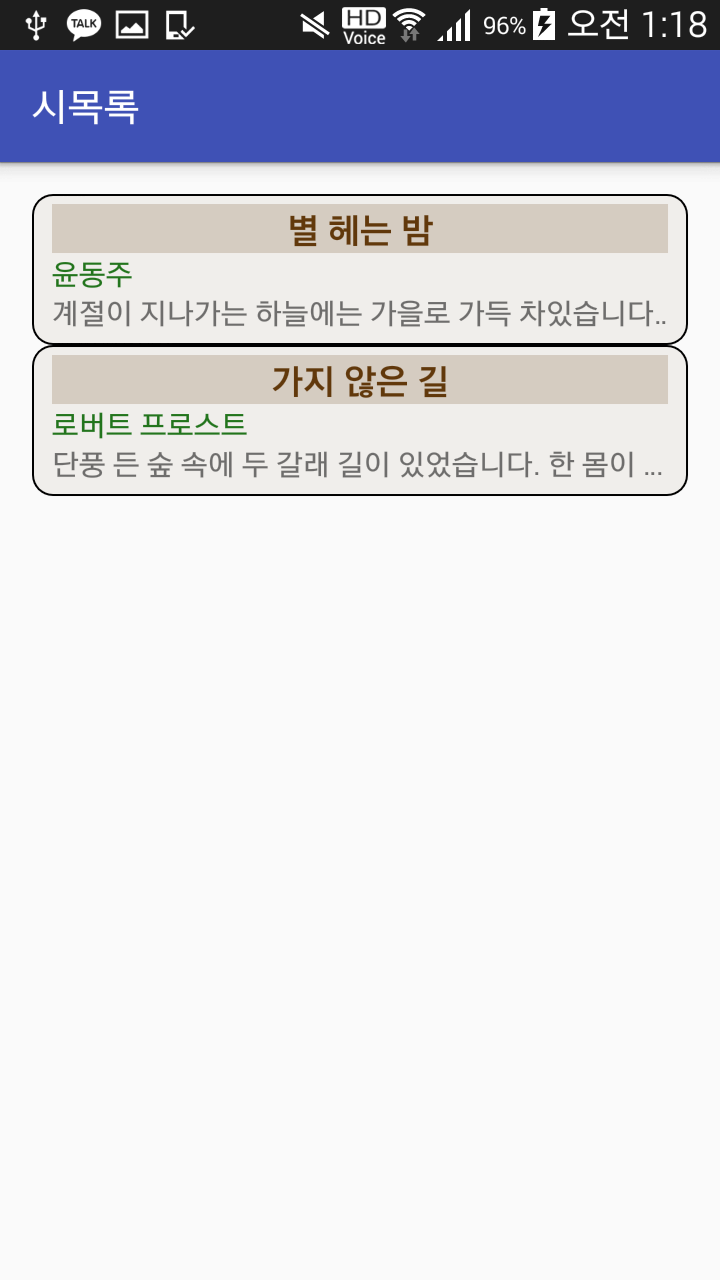 TALK HD Voice 96% 오전 1:18
시목록
별 헤는 밤
윤동주
계절이 지나가는 하늘에는 가을로 가득 차있습니다..
가지 않은 길
로버트 프로스트
단풍 든 숲 속에 두 갈래 길이 있었습니다. 한 몸이 ...